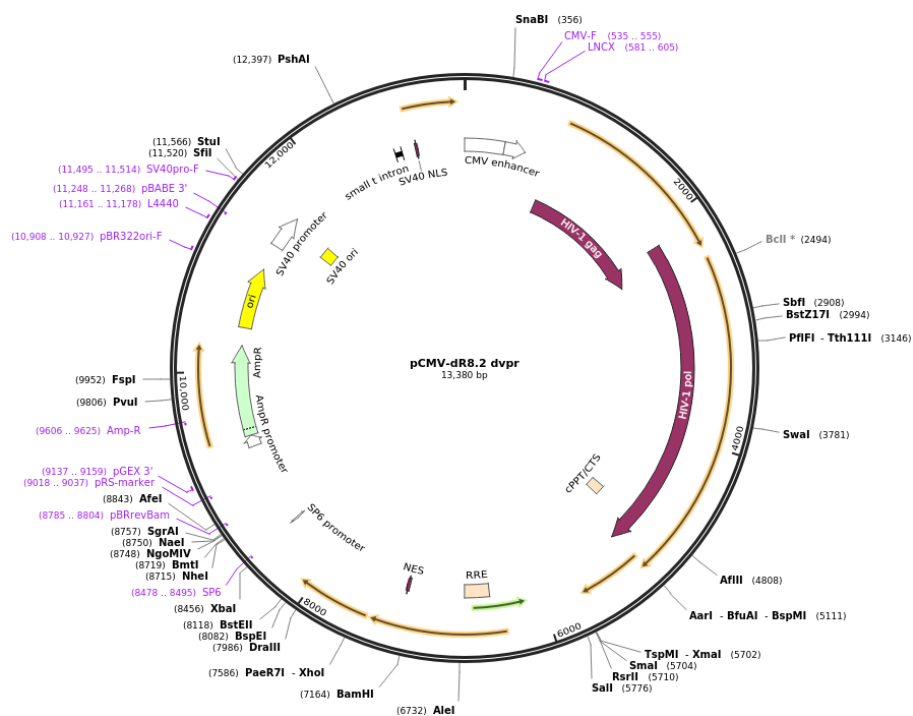 SnaBI (356)
CMV-F (535 .. 555)
LNCX (581 .. 605)
(12,397) PshAI
(11,566) StuI
(11,520) SfiI
(11,495 .. 11,514) SV40pro-F
(11,248 .. 11,268) pBABE 3'
(11,161 .. 11,178) L4440
(10,908 .. 10,927) pBR322ori-F
12,000
small t intron
SV40 NLS
CMV enhancer
2000
BclI * (2494)
SV40 promoter
SV40 ori
HIV-1 gag
ori
SbfI (2908)
BstZ17I (2994)
PflFI - Tth111I (3146)
pCMV-dR8.2 dvpr
13,380 bp
HIV-1 pol
AmpR
AmpR promoter
(9952) FspI
10,000
(9806) PvuI
(9606 .. 9625) Amp-R
SwaI (3781)
4000
cPPT/CTS
(9137 .. 9159) pGEX 3'
(9018 .. 9037) pRS-marker
(8843) AfeI
(8785 .. 8804) pBRrevBam
(8757) SgrAI
(8750) NaeI
(8748) NgoMIV
(8719) BmtI
(8715) NheI
(8478 .. 8495) SP6
SP6 promoter
(8456) XbaI
(8118) BstEII
(8082) BspEI
(7986) DraIII
8000
NES
RRE
AflII (4808)
AarI - BfuAI - BspMI (5111)
6000
TspMI - XmaI (5702)
SmaI (5704)
RsrII (5710)
SalI (5776)
(7586) PaeR7I - XhoI
(7164) BamHI
(6732) AleI